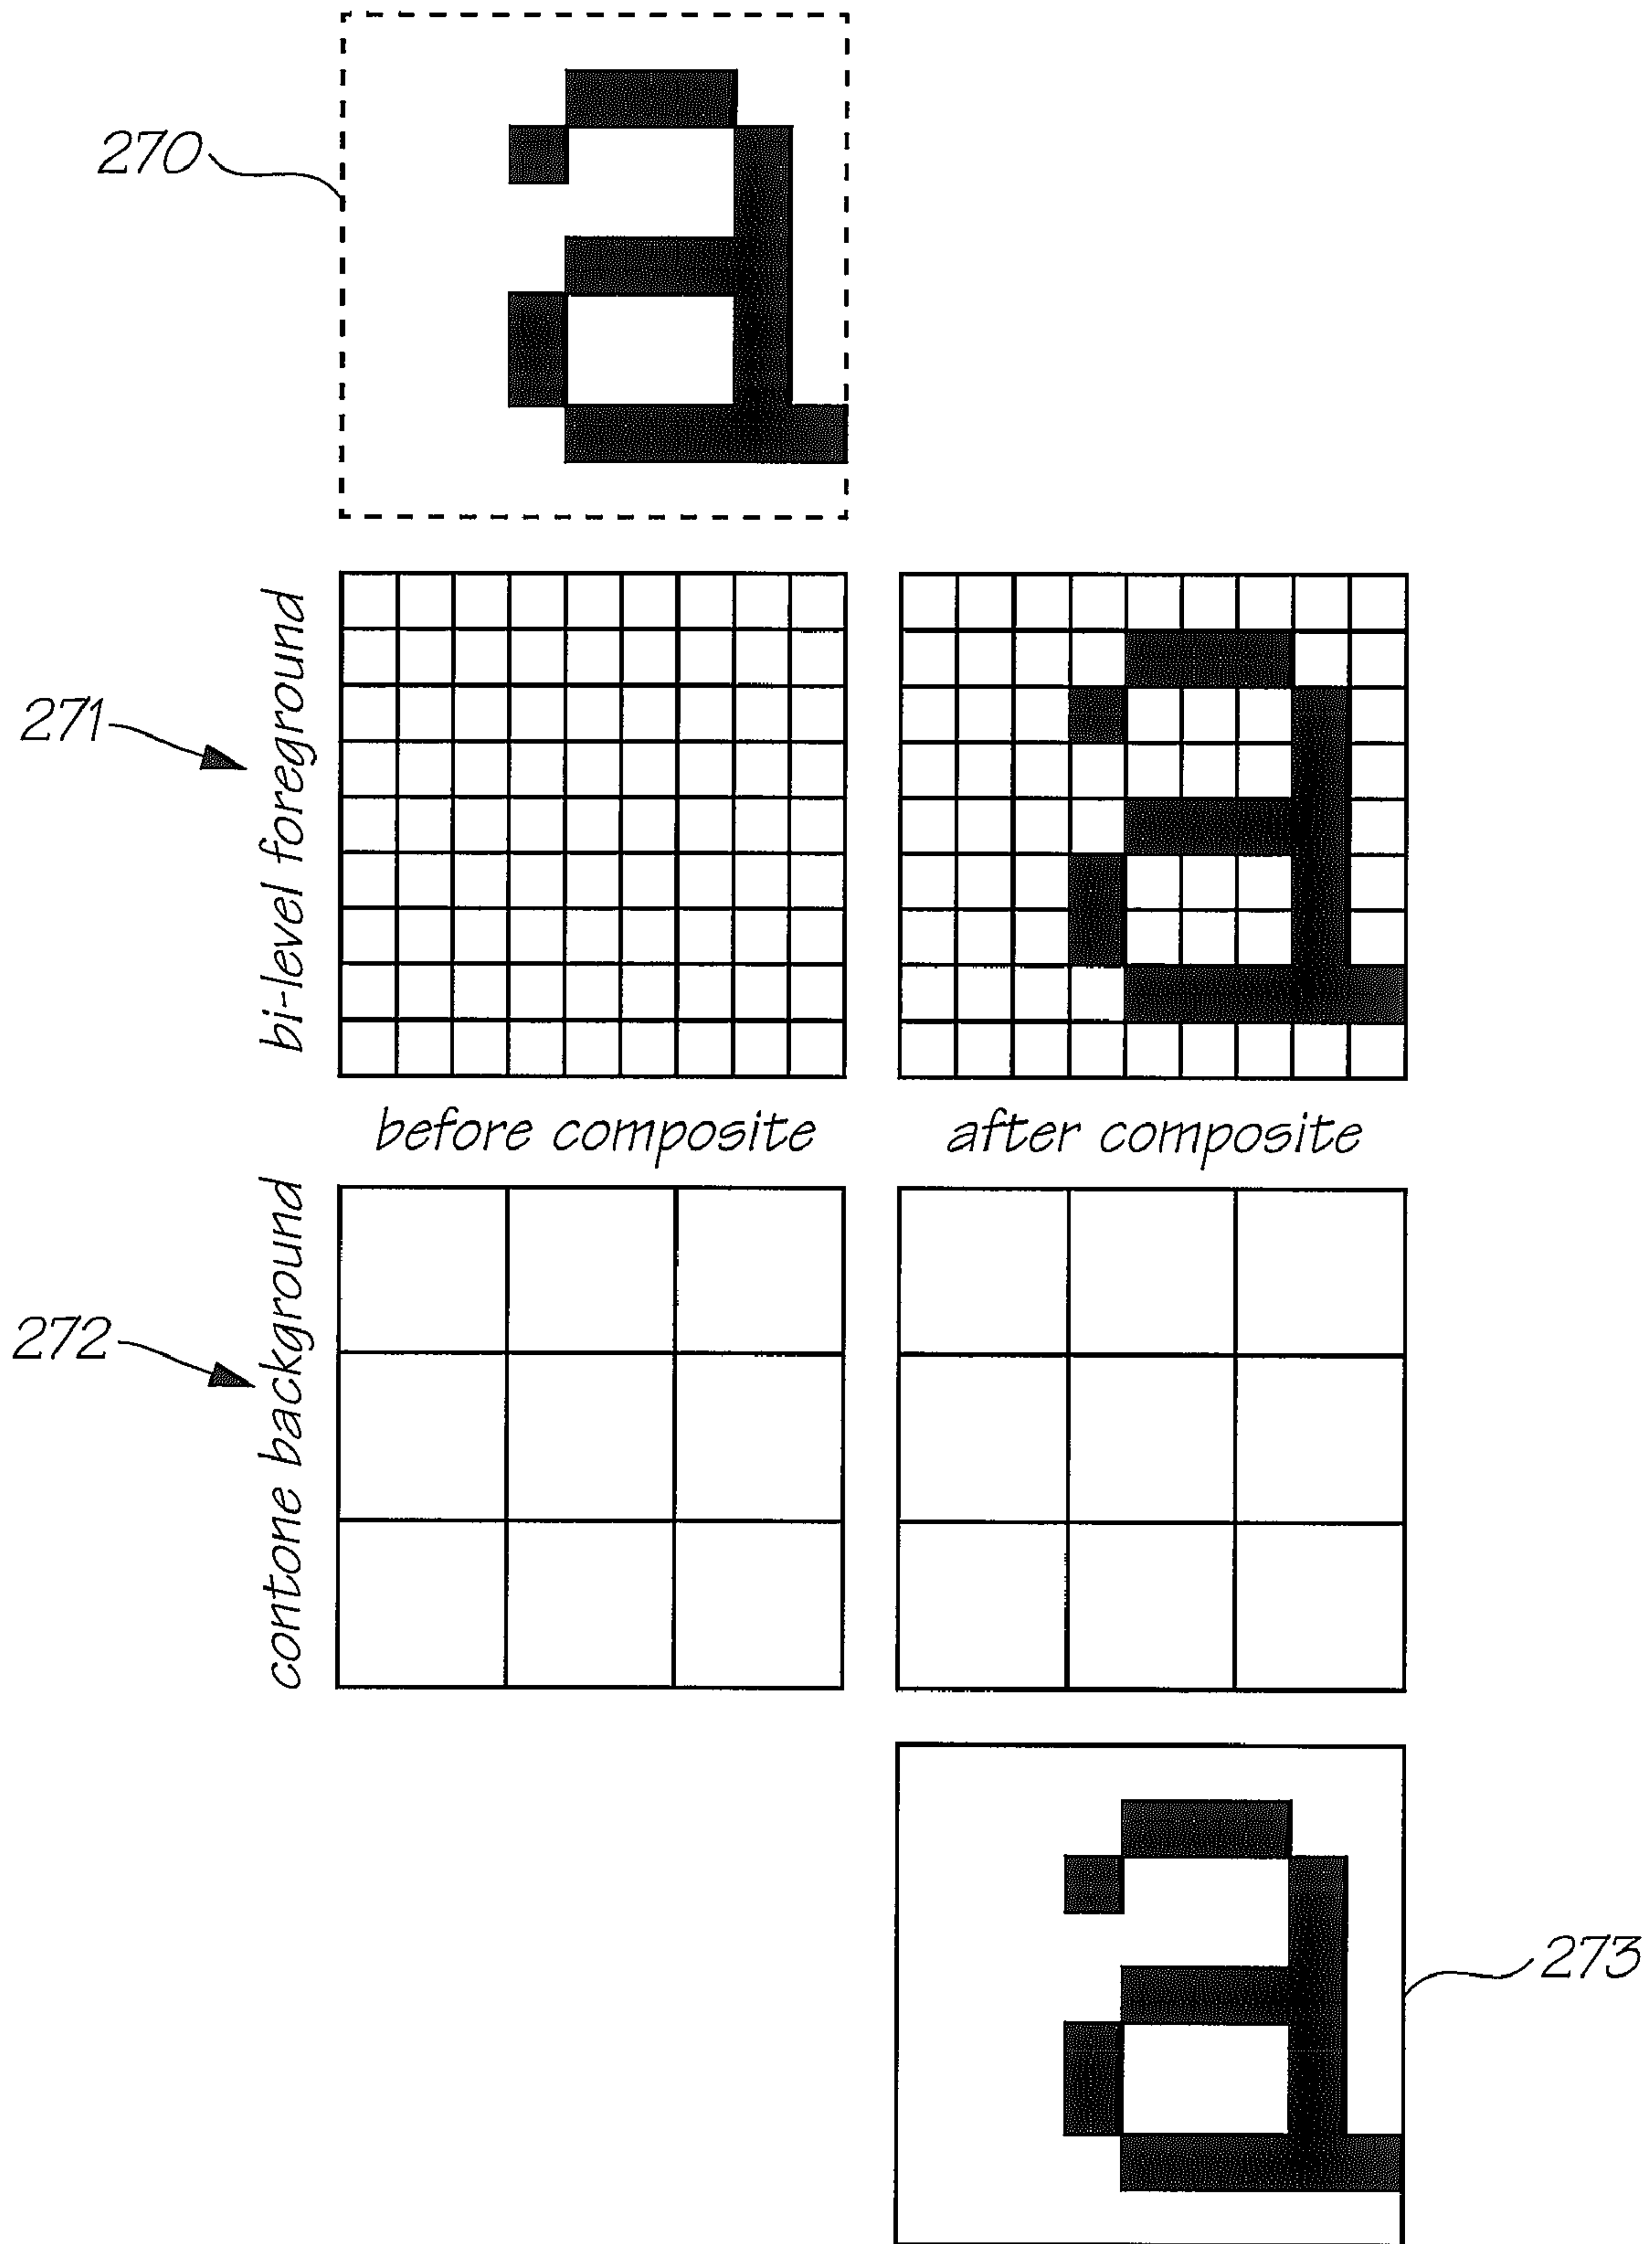 270
a
271
bi-level foreground
a
before composite
after composite
272
contone background
a
273